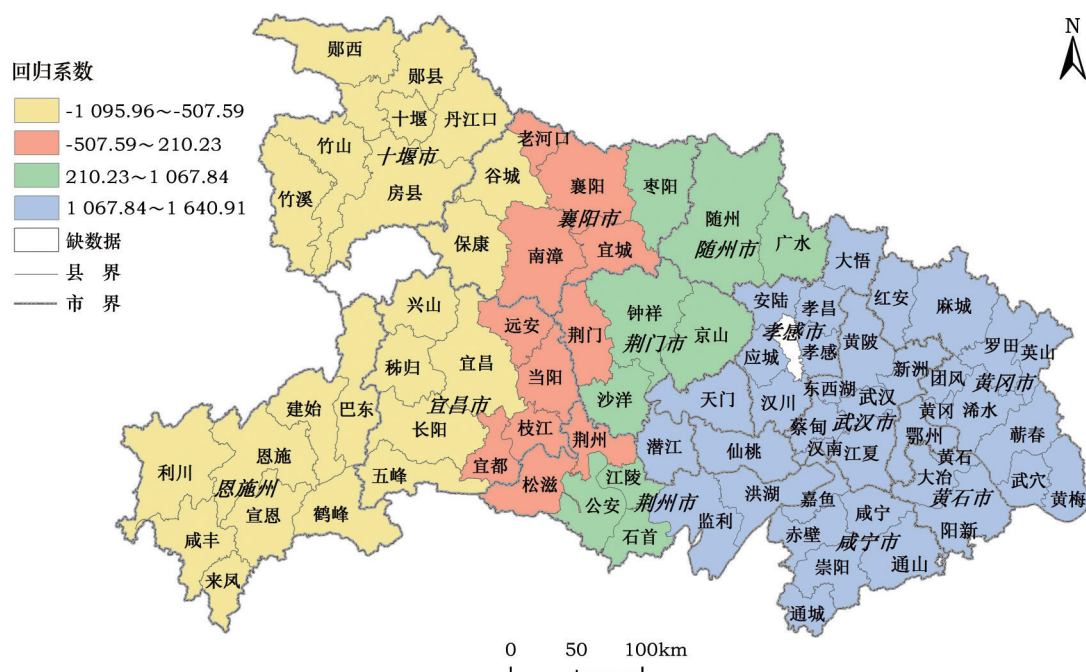 N
回归系数
-1 095.96～-507.59
-507.59～210.23
210.23～1 067.84
1 067.84～1 640.91
缺数据
县 界
市 界
郧西
郧县
十堰
丹江口
竹山
十堰市
竹溪
房县
老河口
谷城
襄阳
枣阳
襄阳市
保康
南漳
宜城
随州
随州市
广水
大悟
兴山
远安
荆门
钟祥
荆门市
京山
安陆
孝昌
孝感市
红安
麻城
秭归
宜昌
当阳
应城
孝感
黄陂
罗田
英山
新洲
团风
黄冈市
巴东
建始
宜昌市
沙洋
天门
汉川
东西湖
武汉
武汉市
黄冈
浠水
长阳
枝江
荆州
蔡甸
鄂州
蕲春
利川
恩施
恩施州
宜都
五峰
松滋
江陵
潜江
仙桃
汉南
江夏
黄石
大冶
武穴
黄石市
黄梅
宣恩
鹤峰
公安
荆州市
洪湖
嘉鱼
咸宁
咸丰
石首
监利
赤壁
咸宁市
阳新
来凤
崇阳
通山
通城
0 50 100km